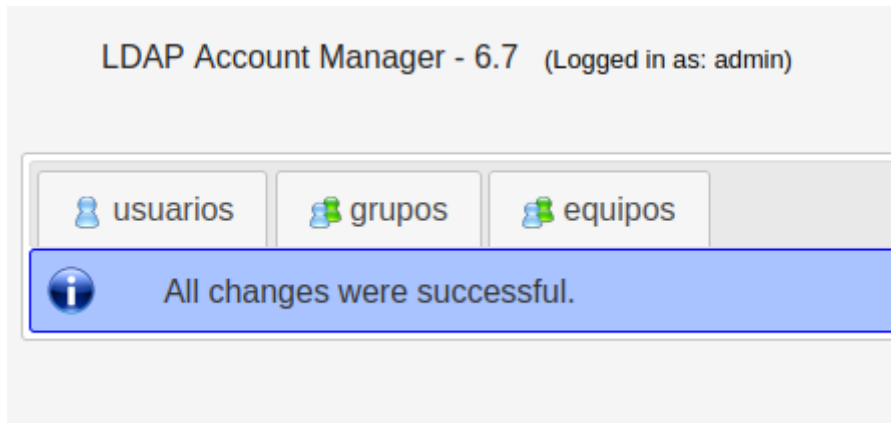 LDAP Account Manager - 6.7 (Logged in as: admin)
usuarios grupos equipos
All changes were successful.